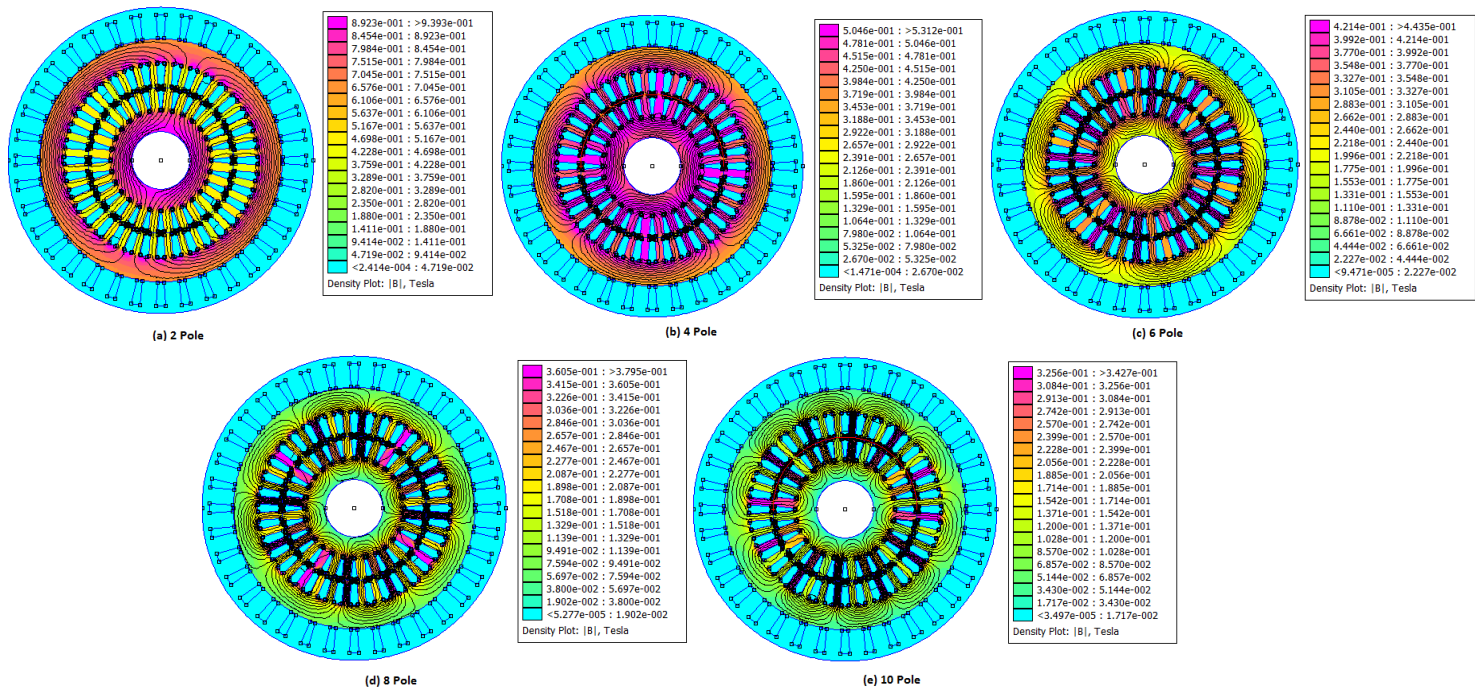 8.923e-001 : >9.393e-001
8.454e-001 : 8.923e-001
7.984e-001 : 8.454e-001
7.515e-001 : 7.984e-001
7.045e-001 : 7.515e-001
6.576e-001 : 7.045e-001
6.106e-001 : 6.576e-001
5.637e-001 : 6.106e-001
5.167e-001 : 5.637e-001
4.698e-001 : 5.167e-001
4.228e-001 : 4.698e-001
3.759e-001 : 4.228e-001
3.289e-001 : 3.759e-001
2.820e-001 : 3.289e-001
2.350e-001 : 2.820e-001
1.880e-001 : 2.350e-001
1.411e-001 : 1.880e-001
9.414e-002 : 1.411e-001
4.719e-002 : 9.414e-002
<2.414e-004 : 4.719e-002
Density Plot: |B|, Tesla
(a) 2 Pole
5.046e-001 : >5.312e-001
4.781e-001 : 5.046e-001
4.515e-001 : 4.781e-001
4.250e-001 : 4.515e-001
3.984e-001 : 4.250e-001
3.719e-001 : 3.984e-001
3.453e-001 : 3.719e-001
3.188e-001 : 3.453e-001
2.922e-001 : 3.188e-001
2.657e-001 : 2.922e-001
2.391e-001 : 2.657e-001
2.126e-001 : 2.391e-001
1.860e-001 : 2.126e-001
1.595e-001 : 1.860e-001
1.329e-001 : 1.595e-001
1.064e-001 : 1.329e-001
7.980e-002 : 1.064e-001
5.325e-002 : 7.980e-002
2.670e-002 : 5.325e-002
<1.471e-004 : 2.670e-002
Density Plot: |B|, Tesla
(b) 4 Pole
4.214e-001 : >4.435e-001
3.992e-001 : 4.214e-001
3.770e-001 : 3.992e-001
3.548e-001 : 3.770e-001
3.327e-001 : 3.548e-001
3.105e-001 : 3.327e-001
2.883e-001 : 3.105e-001
2.662e-001 : 2.883e-001
2.440e-001 : 2.662e-001
2.218e-001 : 2.440e-001
1.996e-001 : 2.218e-001
1.775e-001 : 1.996e-001
1.553e-001 : 1.775e-001
1.331e-001 : 1.553e-001
1.110e-001 : 1.331e-001
8.878e-002 : 1.110e-001
6.661e-002 : 8.878e-002
4.444e-002 : 6.661e-002
2.227e-002 : 4.444e-002
<9.471e-005 : 2.227e-002
Density Plot: |B|, Tesla
(c) 6 Pole
3.605e-001 : >3.795e-001
3.415e-001 : 3.605e-001
3.226e-001 : 3.415e-001
3.036e-001 : 3.226e-001
2.846e-001 : 3.036e-001
2.657e-001 : 2.846e-001
2.467e-001 : 2.657e-001
2.277e-001 : 2.467e-001
2.087e-001 : 2.277e-001
1.898e-001 : 2.087e-001
1.708e-001 : 1.898e-001
1.518e-001 : 1.708e-001
1.329e-001 : 1.518e-001
1.139e-001 : 1.329e-001
9.491e-002 : 1.139e-001
7.594e-002 : 9.491e-002
5.697e-002 : 7.594e-002
3.800e-002 : 5.697e-002
1.902e-002 : 3.800e-002
<5.277e-005 : 1.902e-002
Density Plot: |B|, Tesla
(d) 8 Pole
3.256e-001 : >3.427e-001
3.084e-001 : 3.256e-001
2.913e-001 : 3.084e-001
2.742e-001 : 2.913e-001
2.570e-001 : 2.742e-001
2.399e-001 : 2.570e-001
2.228e-001 : 2.399e-001
2.056e-001 : 2.228e-001
1.885e-001 : 2.056e-001
1.714e-001 : 1.885e-001
1.542e-001 : 1.714e-001
1.371e-001 : 1.542e-001
1.200e-001 : 1.371e-001
1.028e-001 : 1.200e-001
8.570e-002 : 1.028e-001
6.857e-002 : 8.570e-002
5.144e-002 : 6.857e-002
3.430e-002 : 5.144e-002
1.717e-002 : 3.430e-002
<3.497e-005 : 1.717e-002
Density Plot: |B|, Tesla
(e) 10 Pole